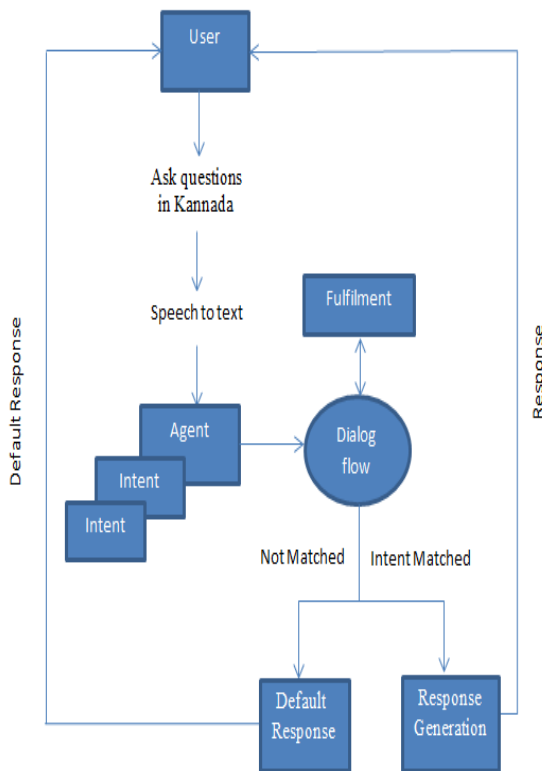 User
Ask questions
in Kannada
Speech to text
Fulfilment
Agent
Intent
Intent
Dialog
flow
Not Matched
Intent Matched
Default
Response
Response
Generation
Default Response
Response